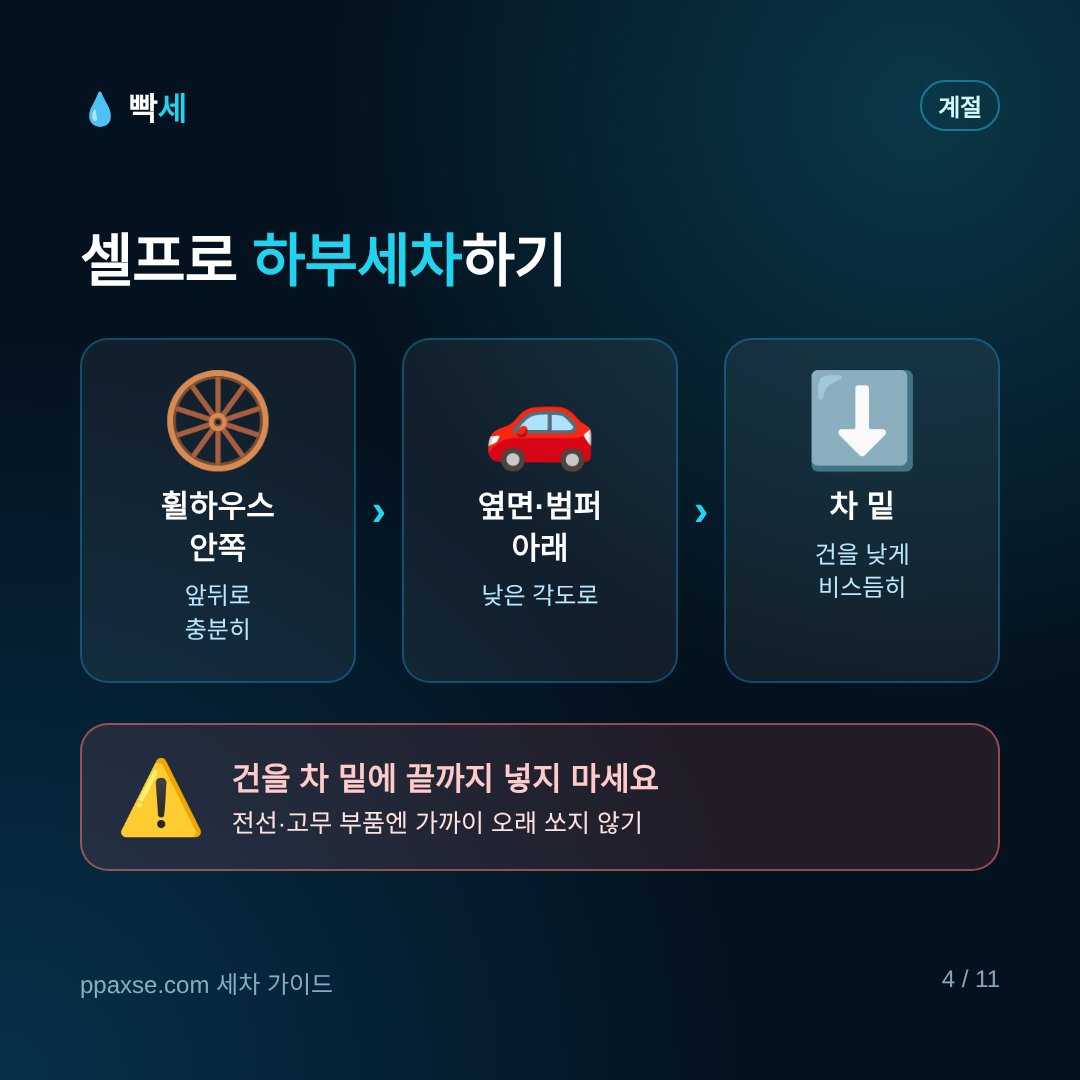 빡세
계절
셀프로 하부세차하기
휠하우스
안쪽
앞뒤로
충분히
›
옆면·범퍼
아래
낮은 각도로
›
차 밑
건을 낮게
비스듬히
건을 차 밑에 끝까지 넣지 마세요
전선·고무 부품엔 가까이 오래 쏘지 않기
ppaxse.com 세차 가이드
4 / 11